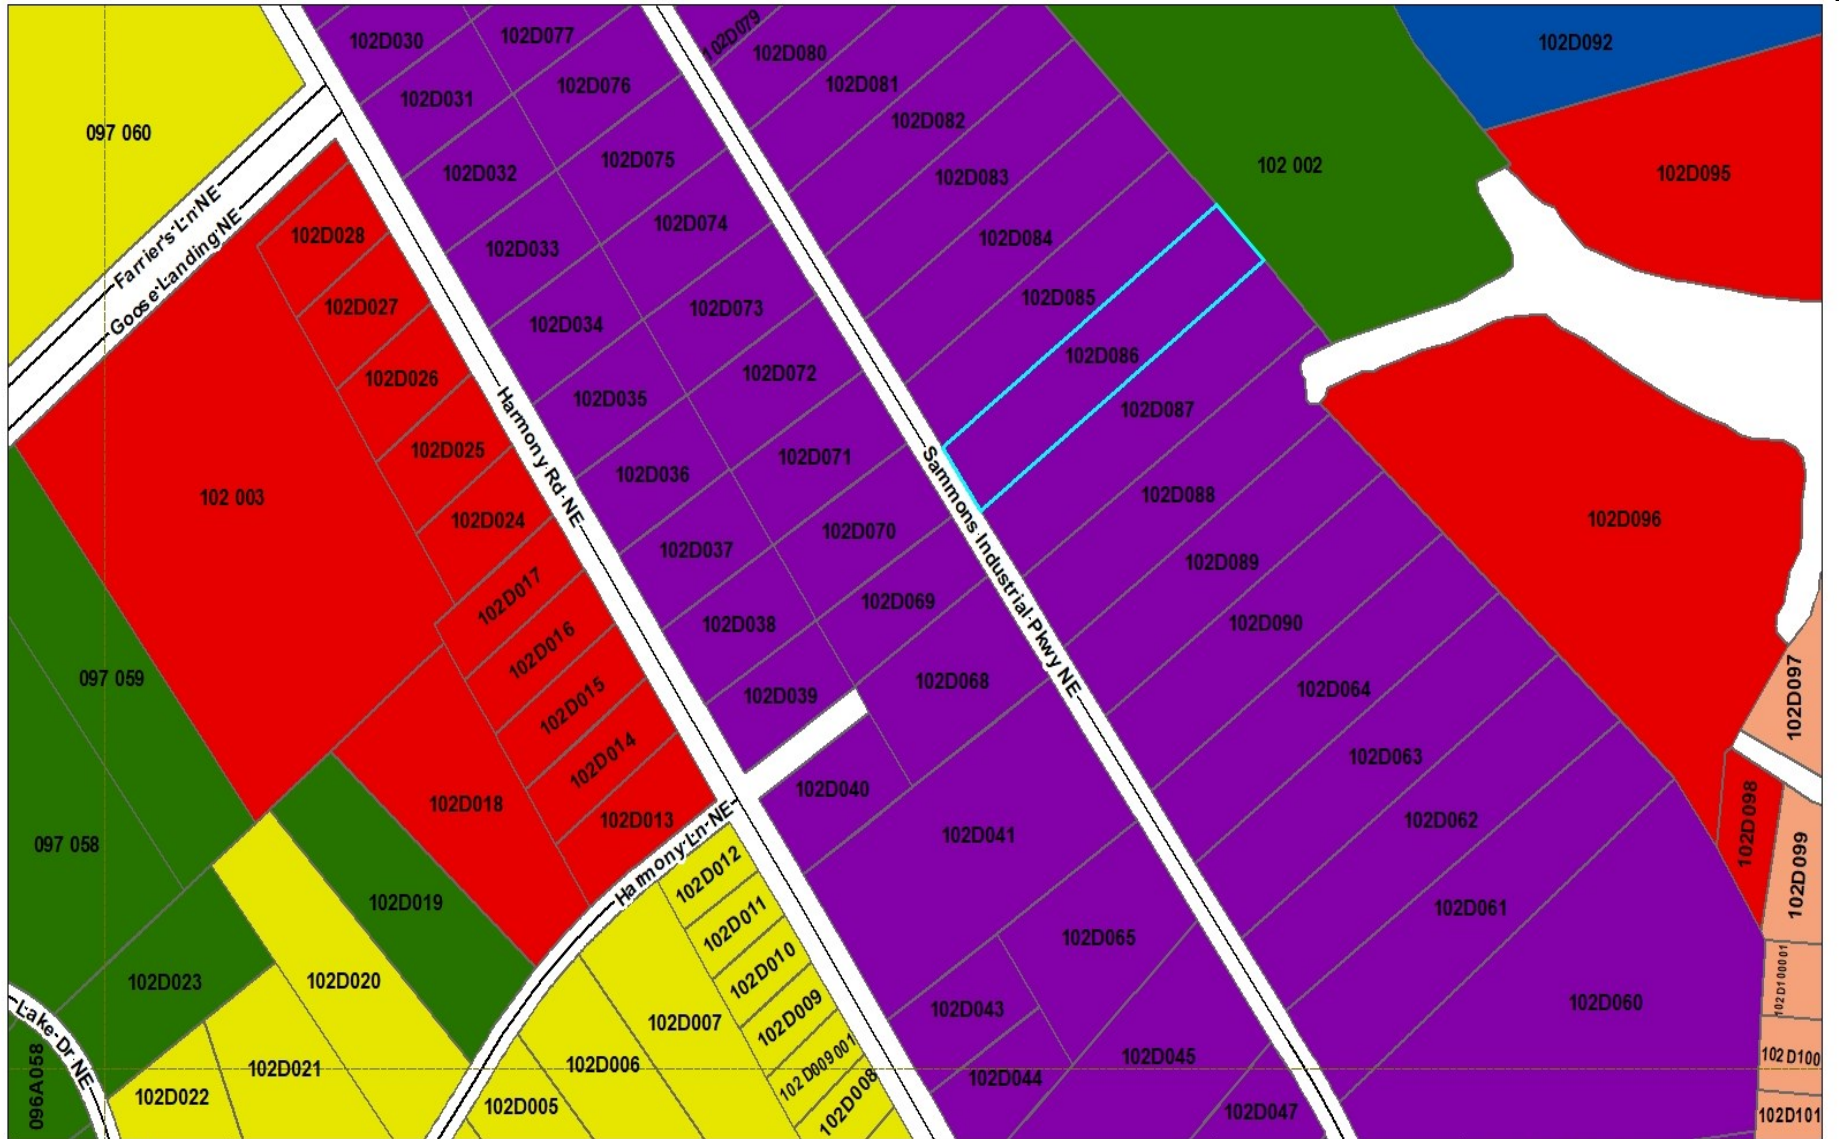 102D030
102D077
102D079
102D080
102D092
102D031
102D076
102D081
097 060
102D082
102D032
102D075
102D083
102 002
102D095
Farrier's Ln NE
Goose Landing NE
102D028
102D033
102D074
102D084
102D027
102D034
102D073
102D085
102D026
102D035
102D072
102D086
102D087
Harmony Rd NE
Sammons Industrial Pkwy NE
102D025
102D036
102D071
102 003
102D024
102D037
102D070
102D088
102D096
102D017
102D038
102D069
102D089
102D016
102D090
097 059
102D015
102D039
102D068
102D064
102D097
102D014
102D018
102D013
102D040
102D063
Harmony Ln NE
097 058
102D041
102D062
102D098
102D012
102D099
102D019
102D011
102D065
102D061
102D023
102D020
102D010
102D100001
102D007
102D009
102D043
102D060
Lake Dr NE
096A058
102D022
102D021
102D006
102D009 001
102D044
102D045
102D100
102D005
102D008
102D047
102D101